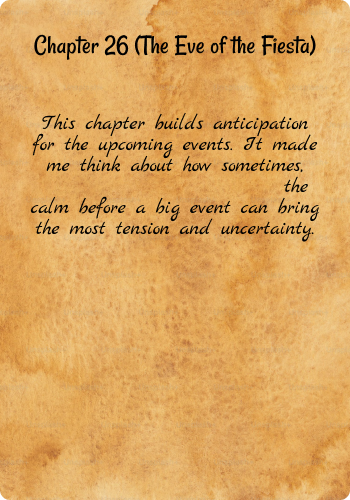 Chapter 26 (The Eve of the Fiesta)
This chapter builds anticipation
for the upcoming events. It made
me think about how sometimes,
the
calm before a big event can bring
the most tension and uncertainty.